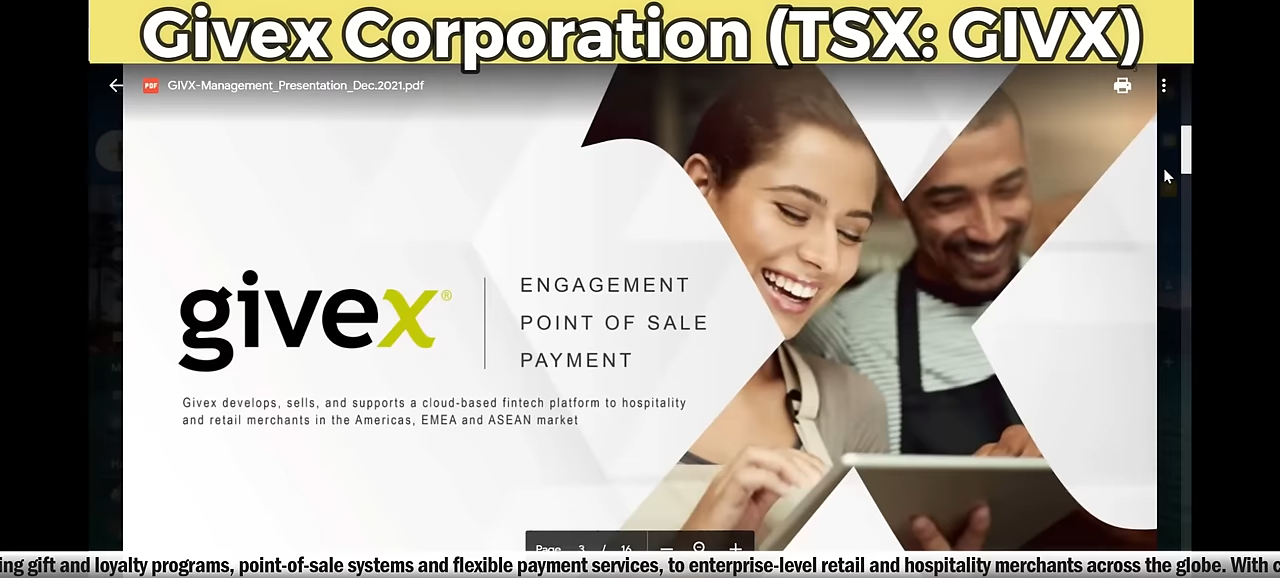 Givex Corporation (TSX: GIVX)
PDF GIVX-Management_Presentation_Dec.2021.pdf
givex®
ENGAGEMENT
POINT OF SALE
PAYMENT
Givex develops, sells, and supports a cloud-based fintech platform to hospitality
and retail merchants in the Americas, EMEA and ASEAN market
Page 3 / 16
ing gift and loyalty programs, point-of-sale systems and flexible payment services, to enterprise-level retail and hospitality merchants across the globe. With